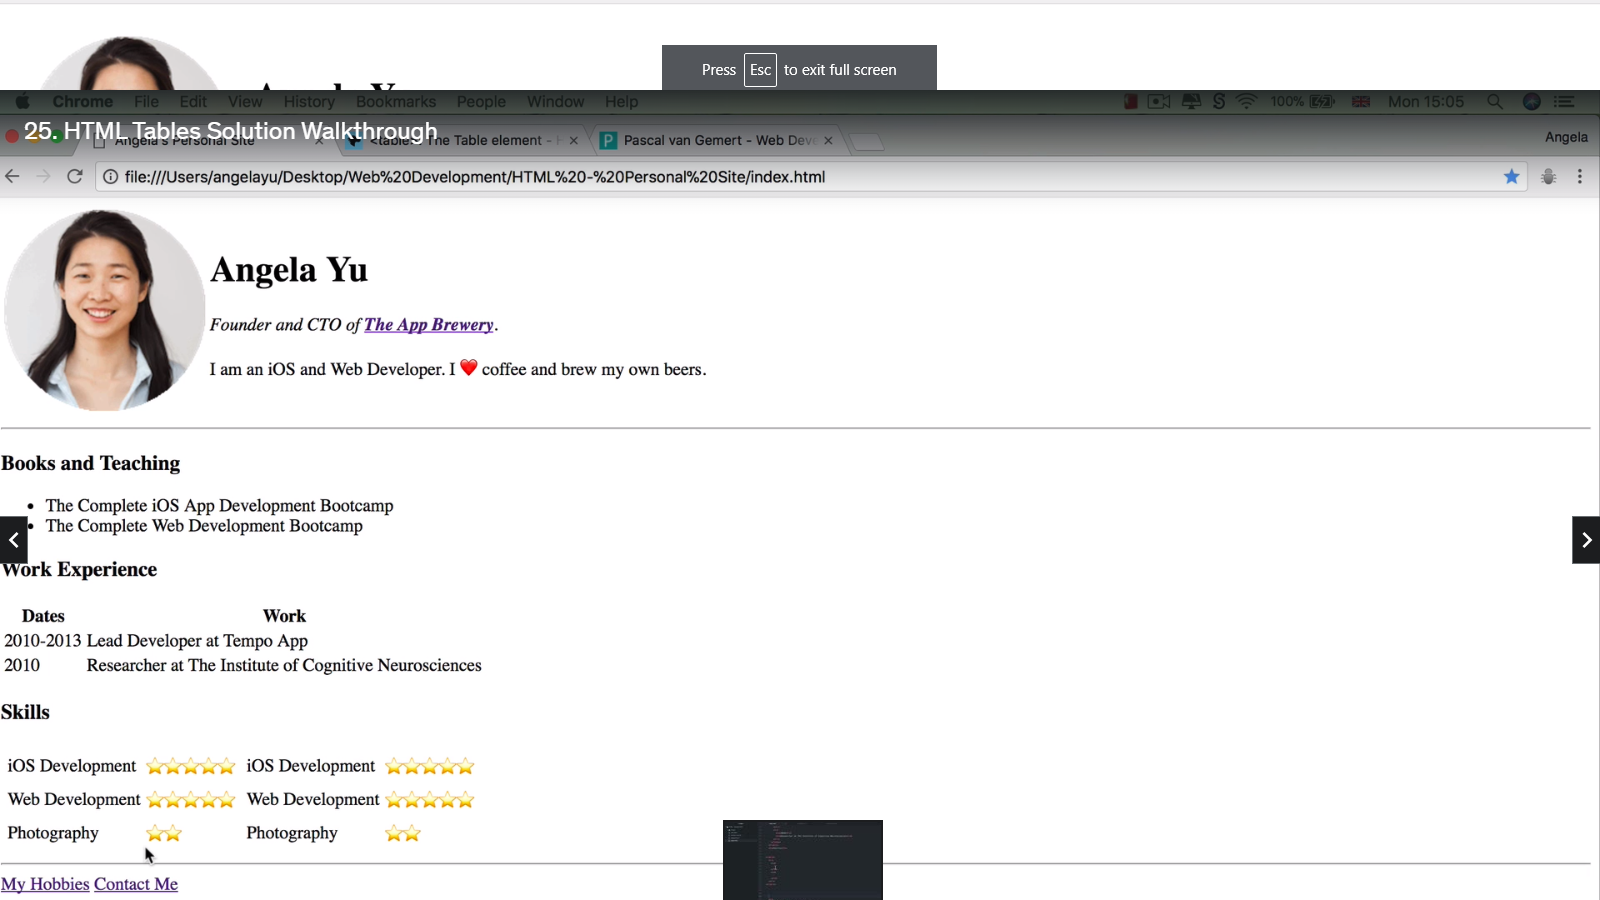 Press Esc to exit full screen
Chrome File Edit View History Bookmarks People Window Help 100% Mon 15:05
25. HTML Tables Solution Walkthrough
Angela's Personal Site <table> The Table element - H Pascal van Gemert - Web Dev Angela
file:///Users/angelayu/Desktop/Web%20Development/HTML%20-%20Personal%20Site/index.html
Angela Yu
Founder and CTO of The App Brewery.
I am an iOS and Web Developer. I ❤️ coffee and brew my own beers.
Books and Teaching
• The Complete iOS App Development Bootcamp
• The Complete Web Development Bootcamp
Work Experience
Dates Work
2010-2013 Lead Developer at Tempo App
2010 Researcher at The Institute of Cognitive Neurosciences
Skills
iOS Development ⭐⭐⭐⭐⭐ iOS Development ⭐⭐⭐⭐⭐
Web Development ⭐⭐⭐⭐⭐ Web Development ⭐⭐⭐⭐⭐
Photography ⭐⭐ Photography ⭐⭐
My Hobbies Contact Me